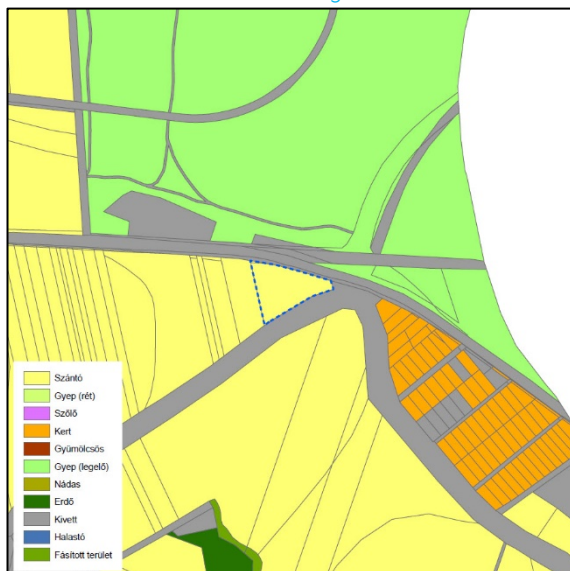 Szántó
Gyep (rét)
Szőlő
Kert
Gyümölcsös
Gyep (legelő)
Nádas
Erdő
Kivett
Halastó
Fásított terület